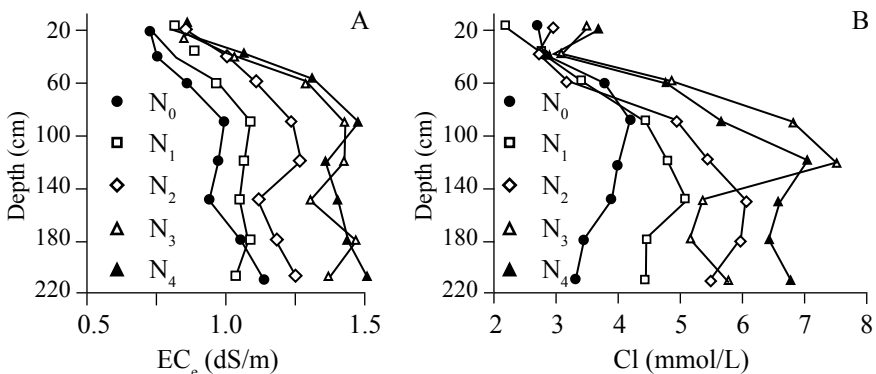 A
20
60
100
140
180
220
Depth (cm)
N0
N1
N2
N3
N4
0.5 1.0 1.5
ECe (dS/m)
B
20
60
100
140
180
220
Depth (cm)
N0
N1
N2
N3
N4
2 3 4 5 6 7 8
Cl (mmol/L)